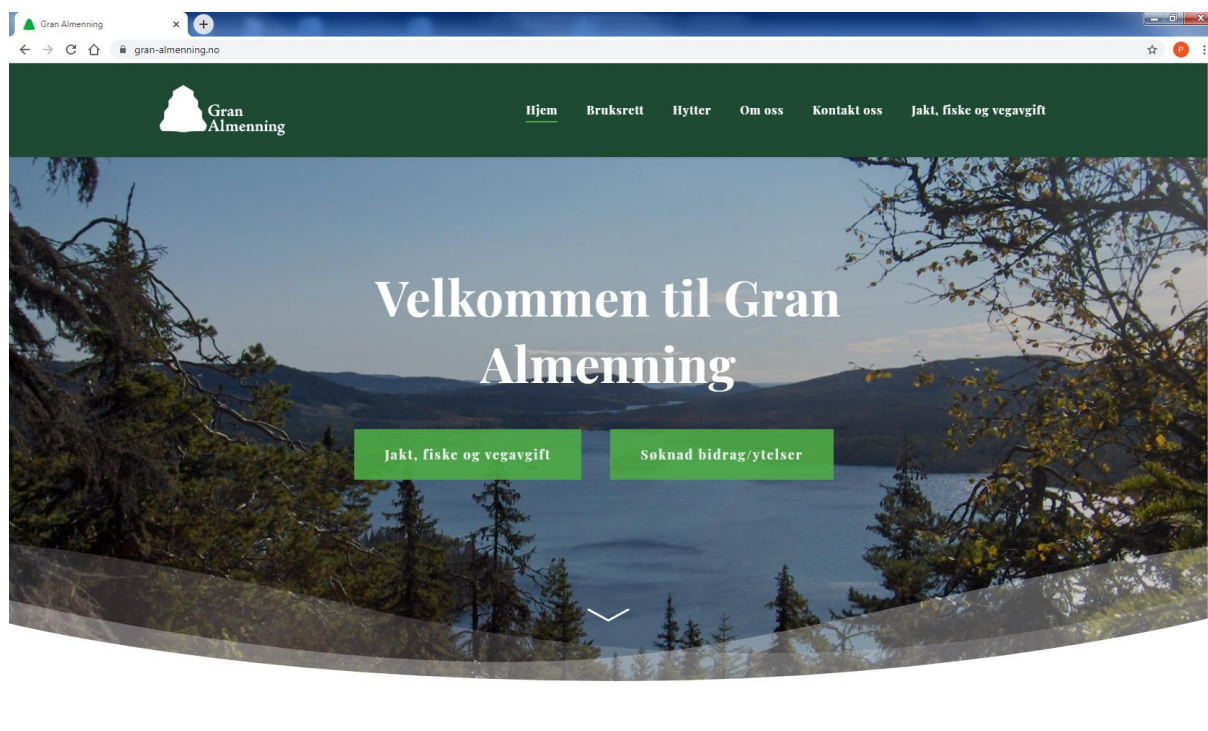 Gran Almenning
gran-almenning.no
P
Gran
Almenning
Hjem Bruksrett Hytter Om oss Kontakt oss Jakt, fiske og vegavgift
Velkommen til Gran
Almenning
Jakt, fiske og vegavgift Søknad bidrag/ytelser